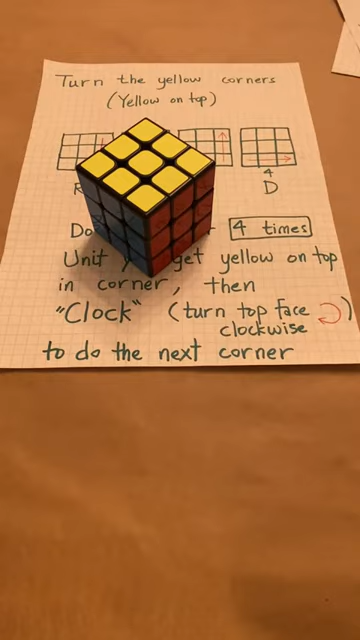 Turn the yellow corners
(Yellow on top)
4
R D
Do 4 times
Unit get yellow on top
in corner, then
"Clock" (turn top face
clockwise)
to do the next corner